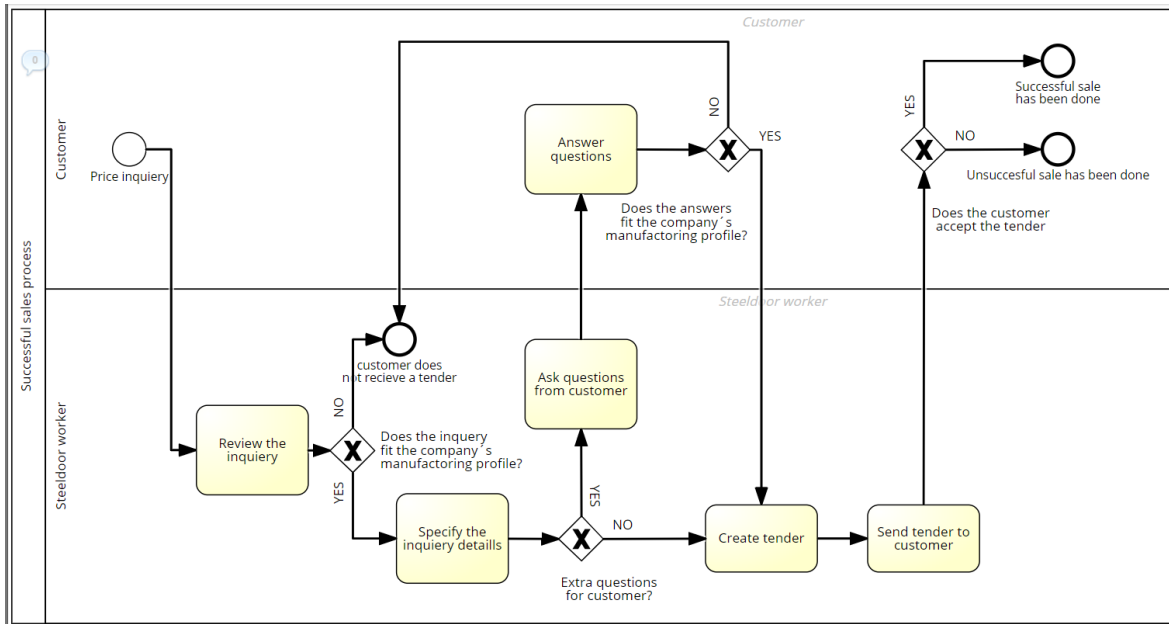 Customer
0
Successful sale
has been done
NO
YES
Answer
questions
YES
NO
Customer
Price inquiery
Unsuccesful sale has been done
Does the answers
fit the company´s
manufactoring profile?
Does the customer
accept the tender
Successful sales process
Steeldoor worker
customer does
not recieve a tender
Ask questions
from customer
NO
Does the inquery
fit the company´s
manufactoring profile?
Review the
inquiery
Steeldoor worker
YES
YES
NO
Specify the
inquiery detaills
Create tender
Send tender to
customer
Extra questions
for customer?